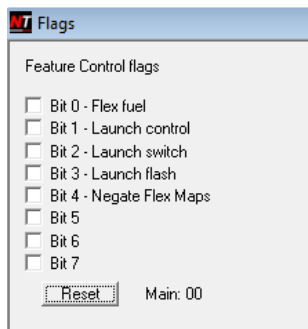 NT Flags
Feature Control flags
Bit 0 - Flex fuel
Bit 1 - Launch control
Bit 2 - Launch switch
Bit 3 - Launch flash
Bit 4 - Negate Flex Maps
Bit 5
Bit 6
Bit 7
Reset Main: 00